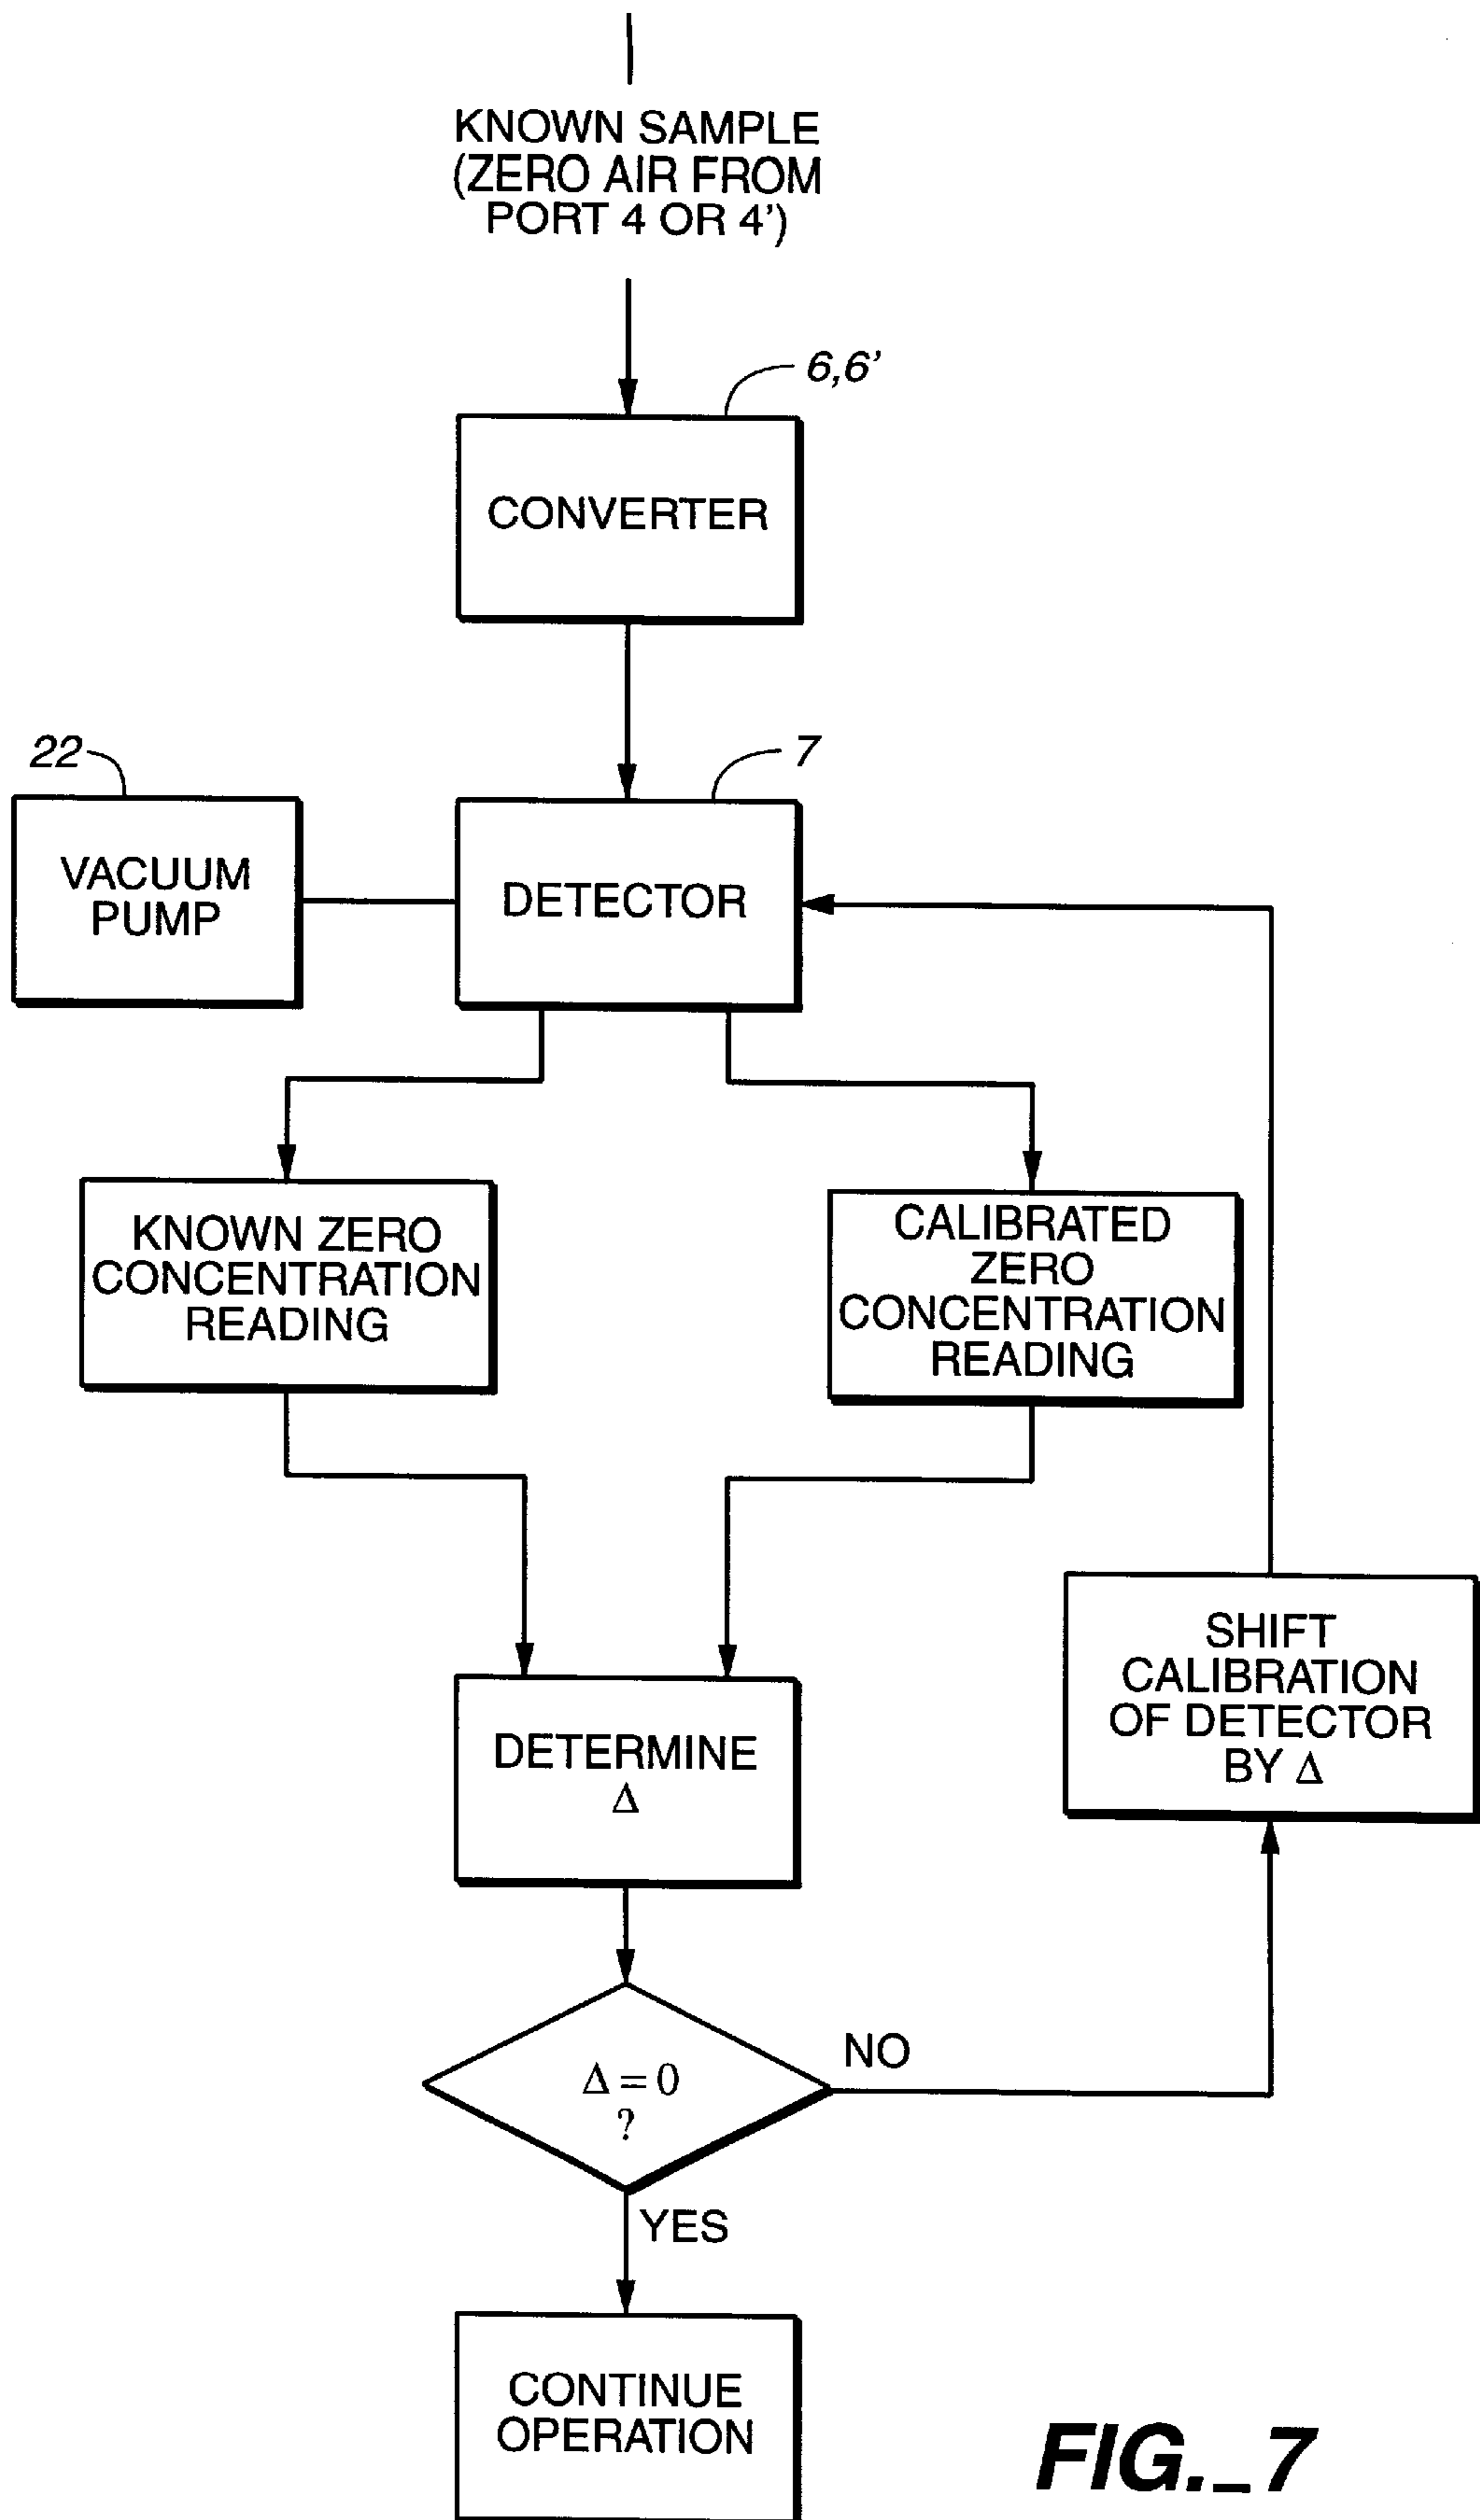 KNOWN SAMPLE
(ZERO AIR FROM
PORT 4 OR 4')
6,6'
CONVERTER
22
7
VACUUM
PUMP
DETECTOR
KNOWN ZERO
CONCENTRATION
READING
CALIBRATED
ZERO
CONCENTRATION
READING
SHIFT
CALIBRATION
OF DETECTOR
BY Δ
DETERMINE
Δ
Δ = 0
?
NO
YES
CONTINUE
OPERATION
FIG._7